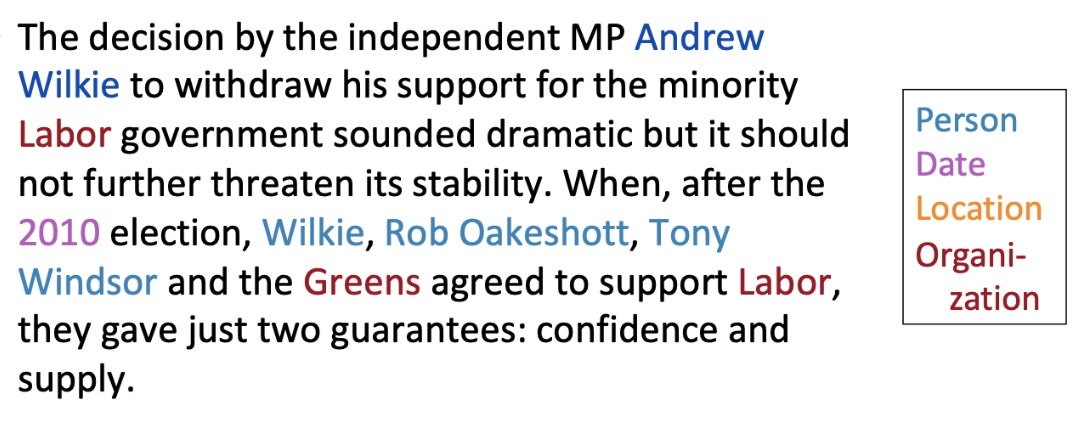 The decision by the independent MP Andrew
Wilkie to withdraw his support for the minority
Labor government sounded dramatic but it should
not further threaten its stability. When, after the
2010 election, Wilkie, Rob Oakeshott, Tony
Windsor and the Greens agreed to support Labor,
they gave just two guarantees: confidence and
supply.
Person
Date
Location
Organi-
zation